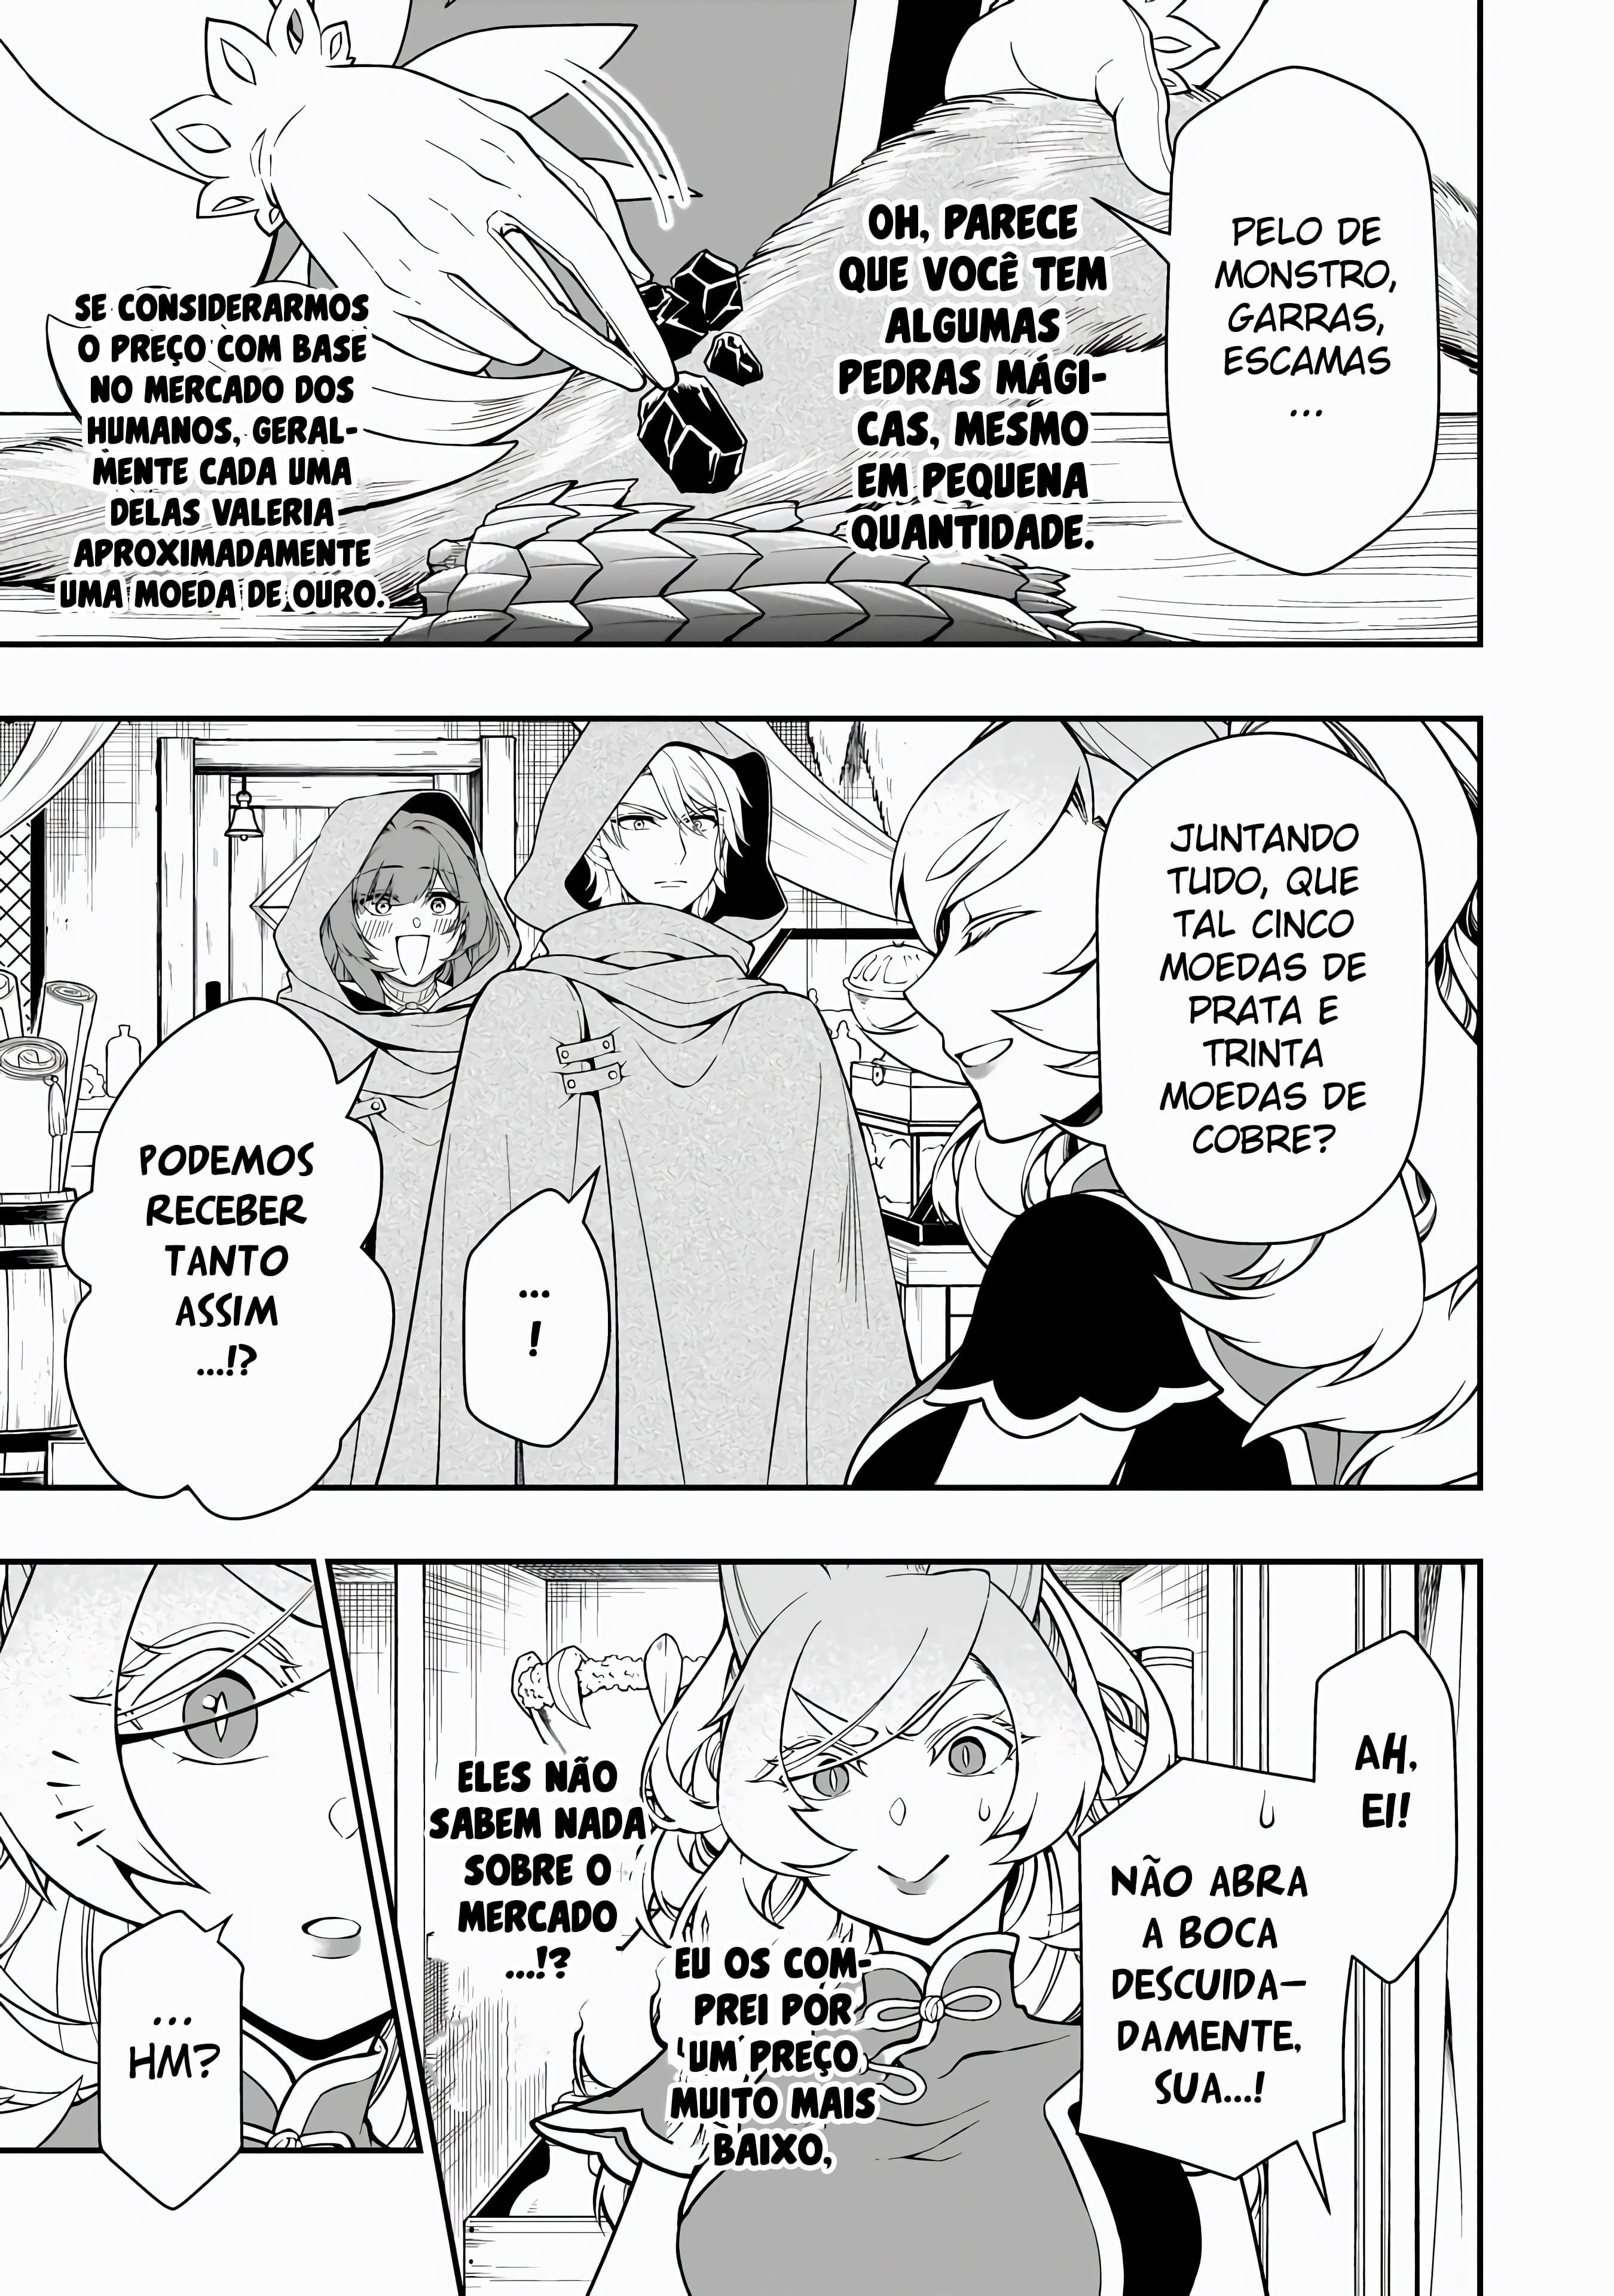 PELO DE
MONSTRO,
GARRAS,
ESCAMAS
...
OH, PARECE
QUE VOCÊ TEM
ALGUMAS
PEDRAS MÁGI-
CAS, MESMO
EM PEQUENA
QUANTIDADE.
SE CONSIDERARMOS
O PREÇO COM BASE
NO MERCADO DOS
HUMANOS, GERAL-
MENTE CADA UMA
DELAS VALERIA
APROXIMADAMENTE
UMA MOEDA DE OURO.
JUNTANDO
TUDO, QUE
TAL CINCO
MOEDAS DE
PRATA E
TRINTA
MOEDAS DE
COBRE?
...
!
PODEMOS
RECEBER
TANTO
ASSIM
...!?
AH,
EI!
NÃO ABRA
A BOCA
DESCUIDA-
DAMENTE,
SUA...!
EU OS COM-
PREI POR
UM PREÇO
MUITO MAIS
BAIXO,
ELES NÃO
SABEM NADA
SOBRE O
MERCADO
...!?
...
HM?